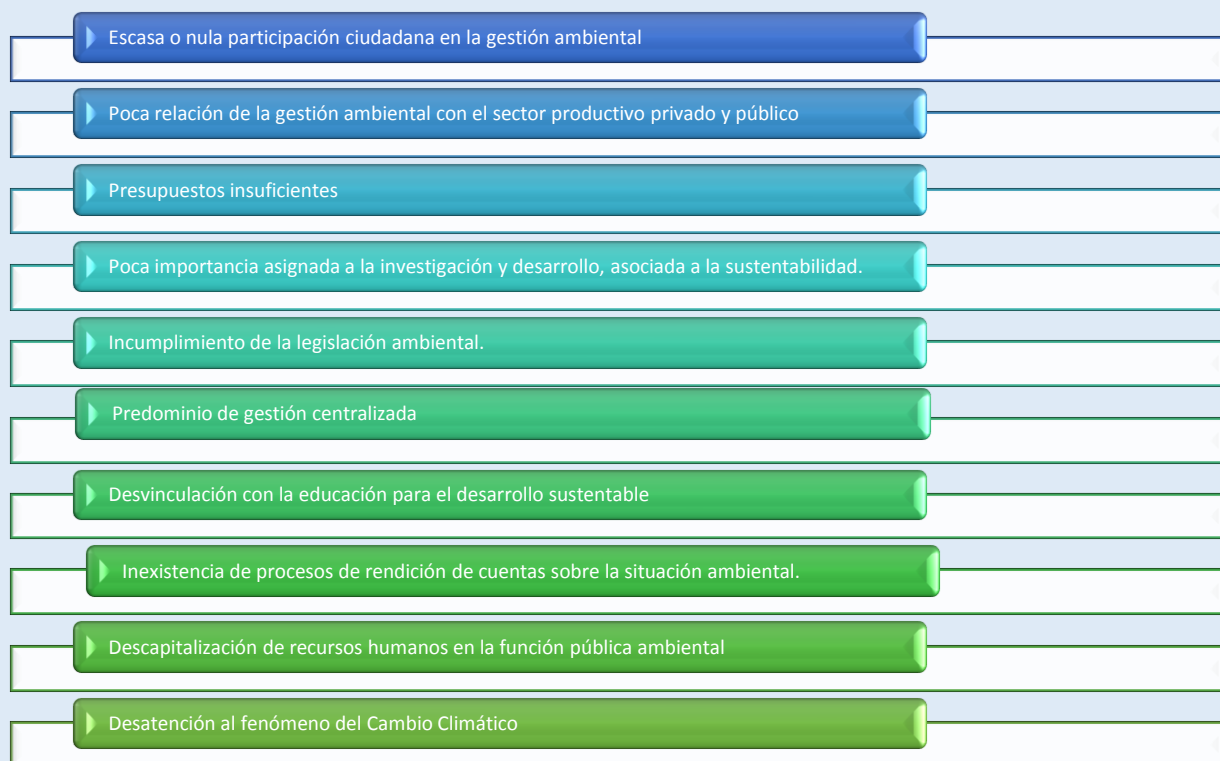 Escasa o nula participación ciudadana en la gestión ambiental
Poca relación de la gestión ambiental con el sector productivo privado y público
Presupuestos insuficientes
Poca importancia asignada a la investigación y desarrollo, asociada a la sustentabilidad.
Incumplimiento de la legislación ambiental.
Predominio de gestión centralizada
Desvinculación con la educación para el desarrollo sustentable
Inexistencia de procesos de rendición de cuentas sobre la situación ambiental.
Descapitalización de recursos humanos en la función pública ambiental
Desatención al fenómeno del Cambio Climático